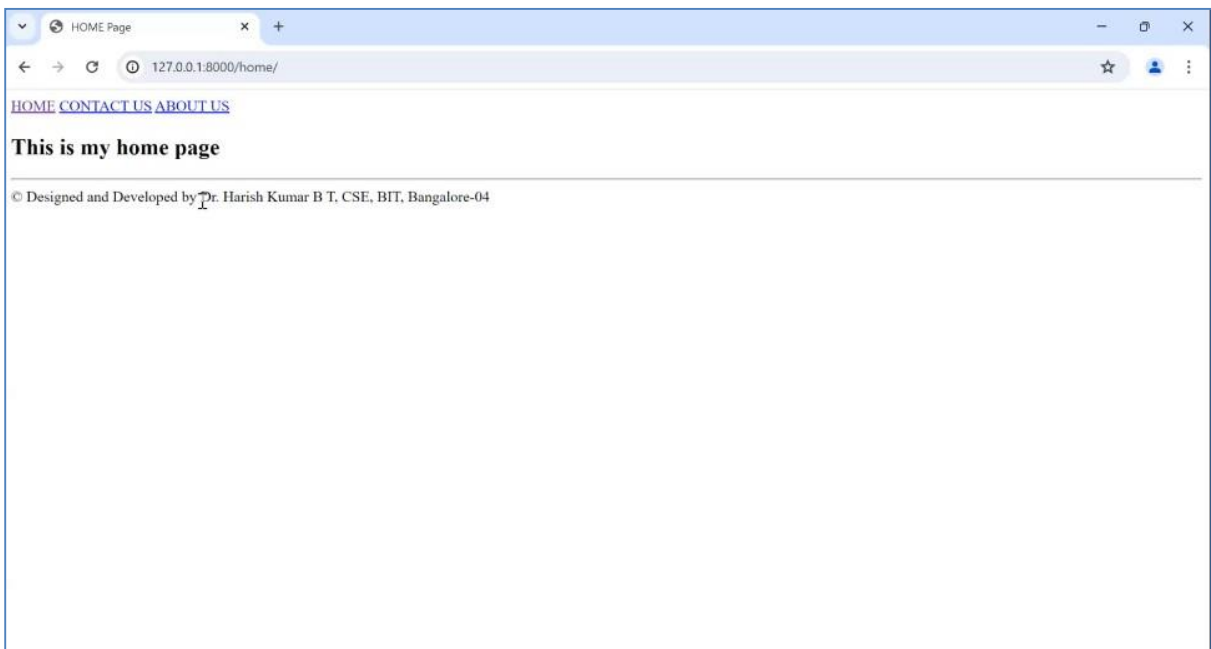 HOME Page
127.0.0.1:8000/home/
HOME CONTACT US ABOUT US
This is my home page
© Designed and Developed by Dr. Harish Kumar B T, CSE, BIT, Bangalore-04